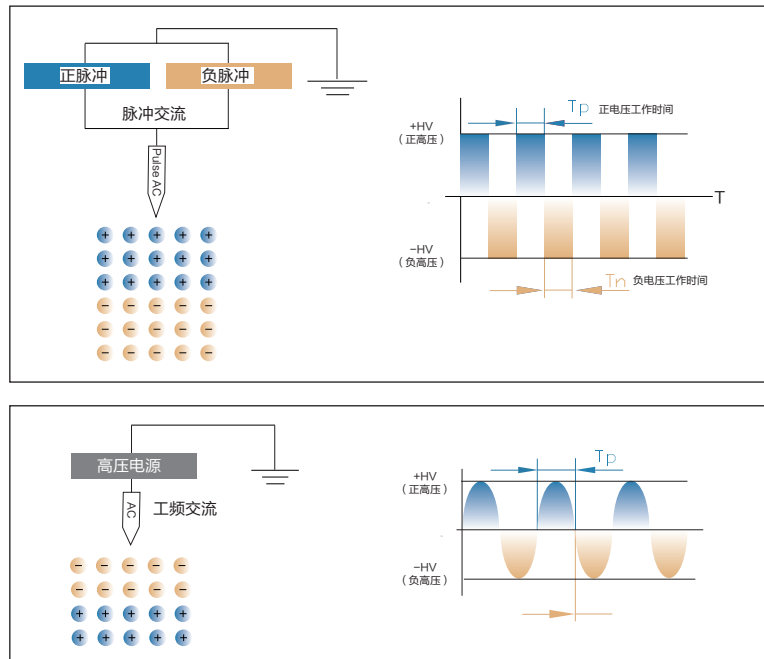 正脉冲
负脉冲
脉冲交流
Pulse AC
+ + + + +
+ + + + +
+ + + + +
− − − − −
− − − − −
− − − − −
Tp 正电压工作时间
+HV
(正高压)
T
−HV
(负高压)
Tn 负电压工作时间
高压电源
AC
工频交流
− − − − −
− − − − −
+ + + + +
+ + + + +
Tp
+HV
(正高压)
−HV
(负高压)